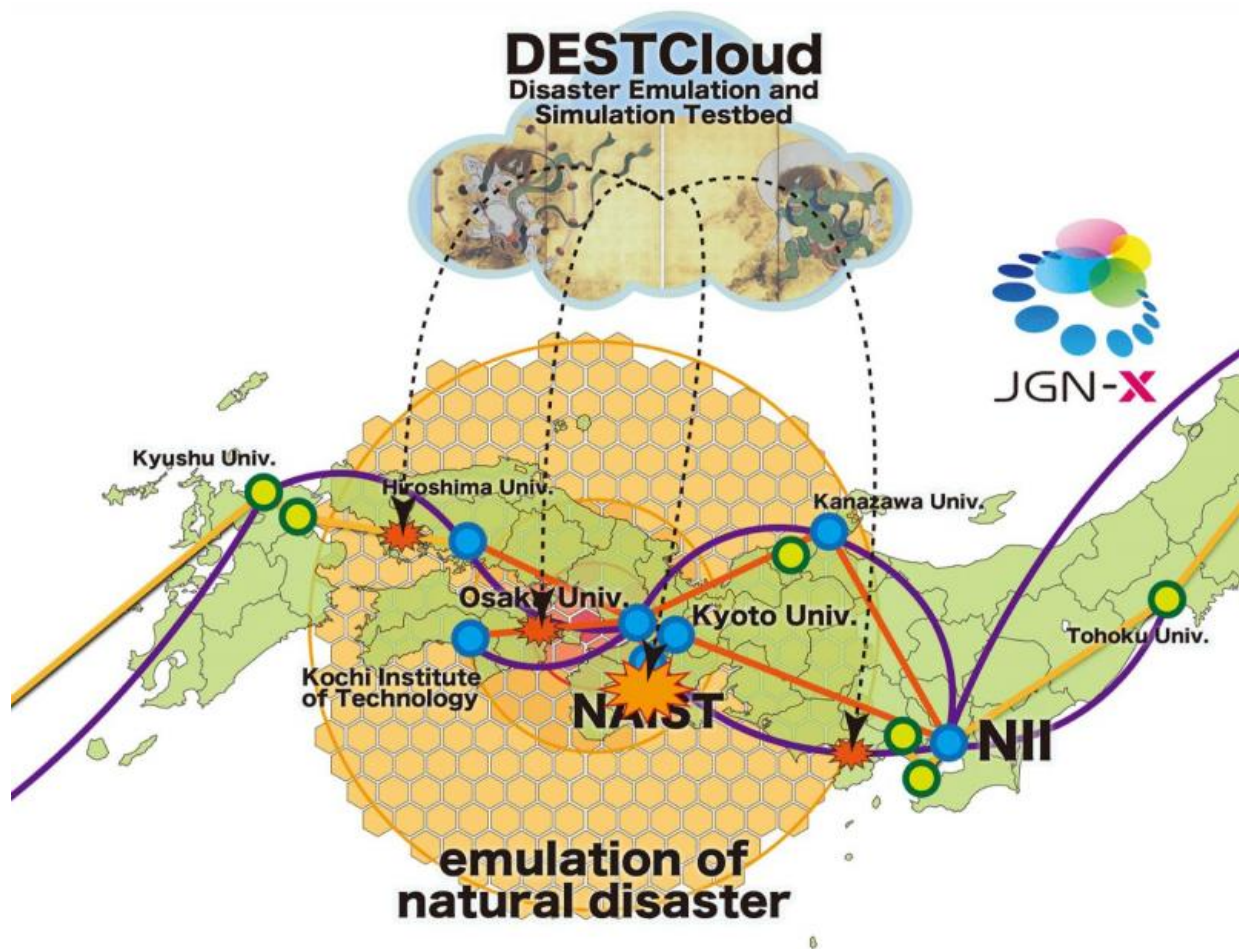 DESTCloud
Disaster Emulation and
Simulation Testbed
JGN-X
Kyushu Univ.
Hiroshima Univ.
Kanazawa Univ.
Osaka Univ.
Kyoto Univ.
Tohoku Univ.
Kochi Institute
of Technology
NAIST
NII
emulation of
natural disaster